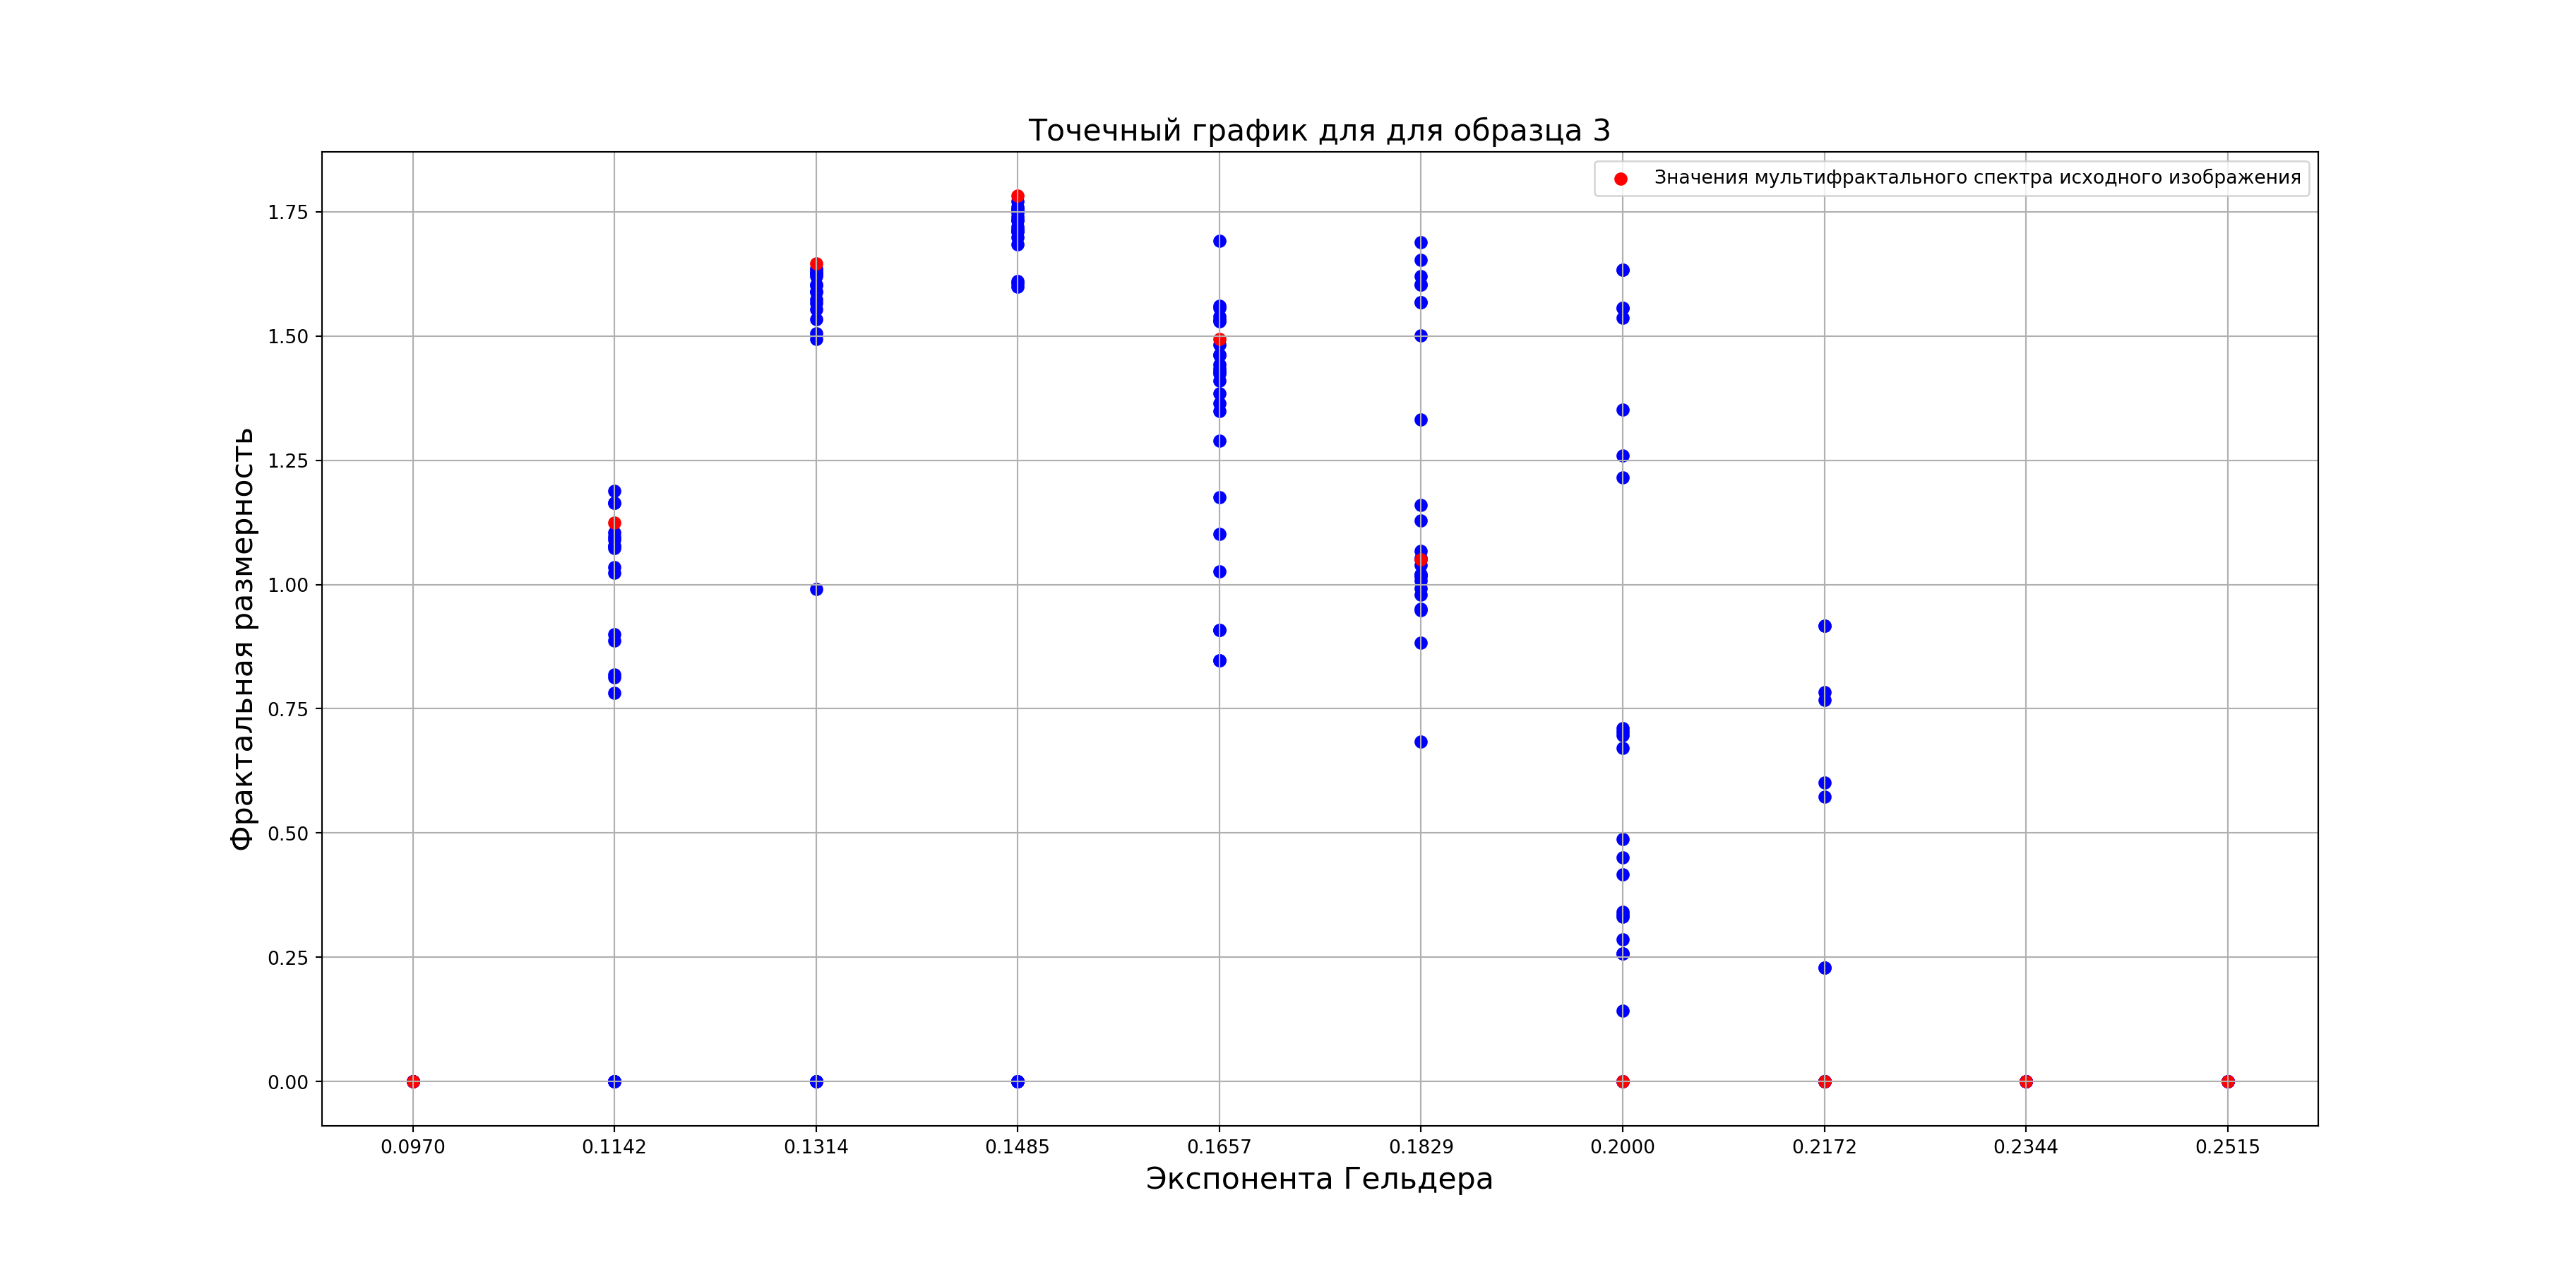 Точечный график для для образца 3
Значения мультифрактального спектра исходного изображения
Фрактальная размерность
1.75
1.50
1.25
1.00
0.75
0.50
0.25
0.00
0.0970 0.1142 0.1314 0.1485 0.1657 0.1829 0.2000 0.2172 0.2344 0.2515
Экспонента Гельдера